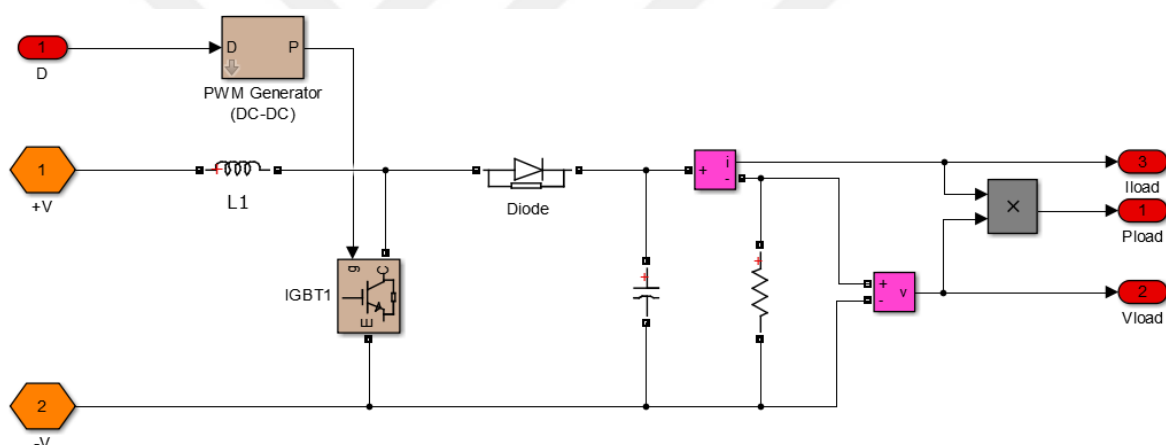 1
D
D
P
PWM Generator
(DC-DC)
1
+V
L1
Diode
+
i
-
3
Iload
×
1
Pload
g
C
E
IGBT1
+
-
v
2
Vload
2
-V